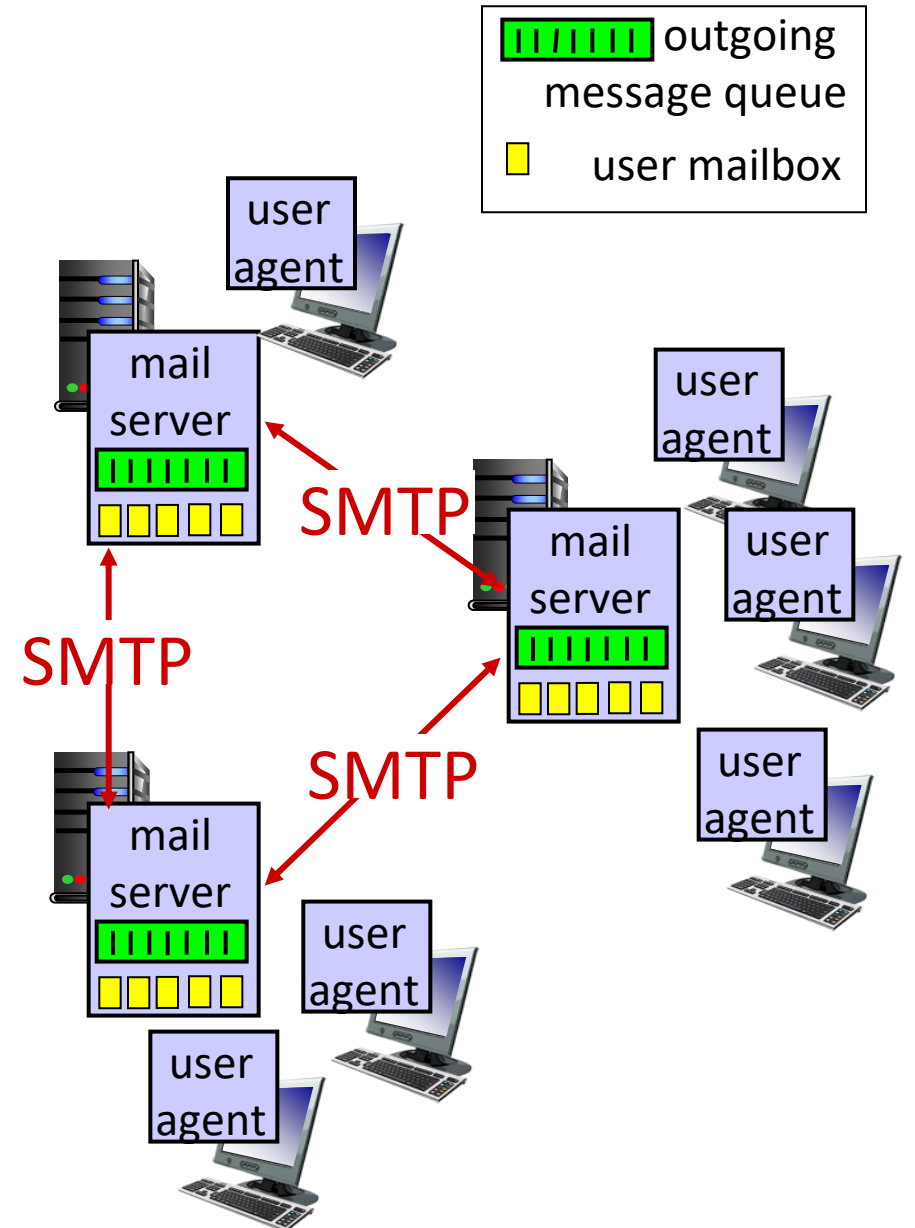 outgoing
message queue
user mailbox
user
agent
mail
server
SMTP
user
agent
mail
server
user
agent
SMTP
SMTP
user
agent
mail
server
user
agent
user
agent